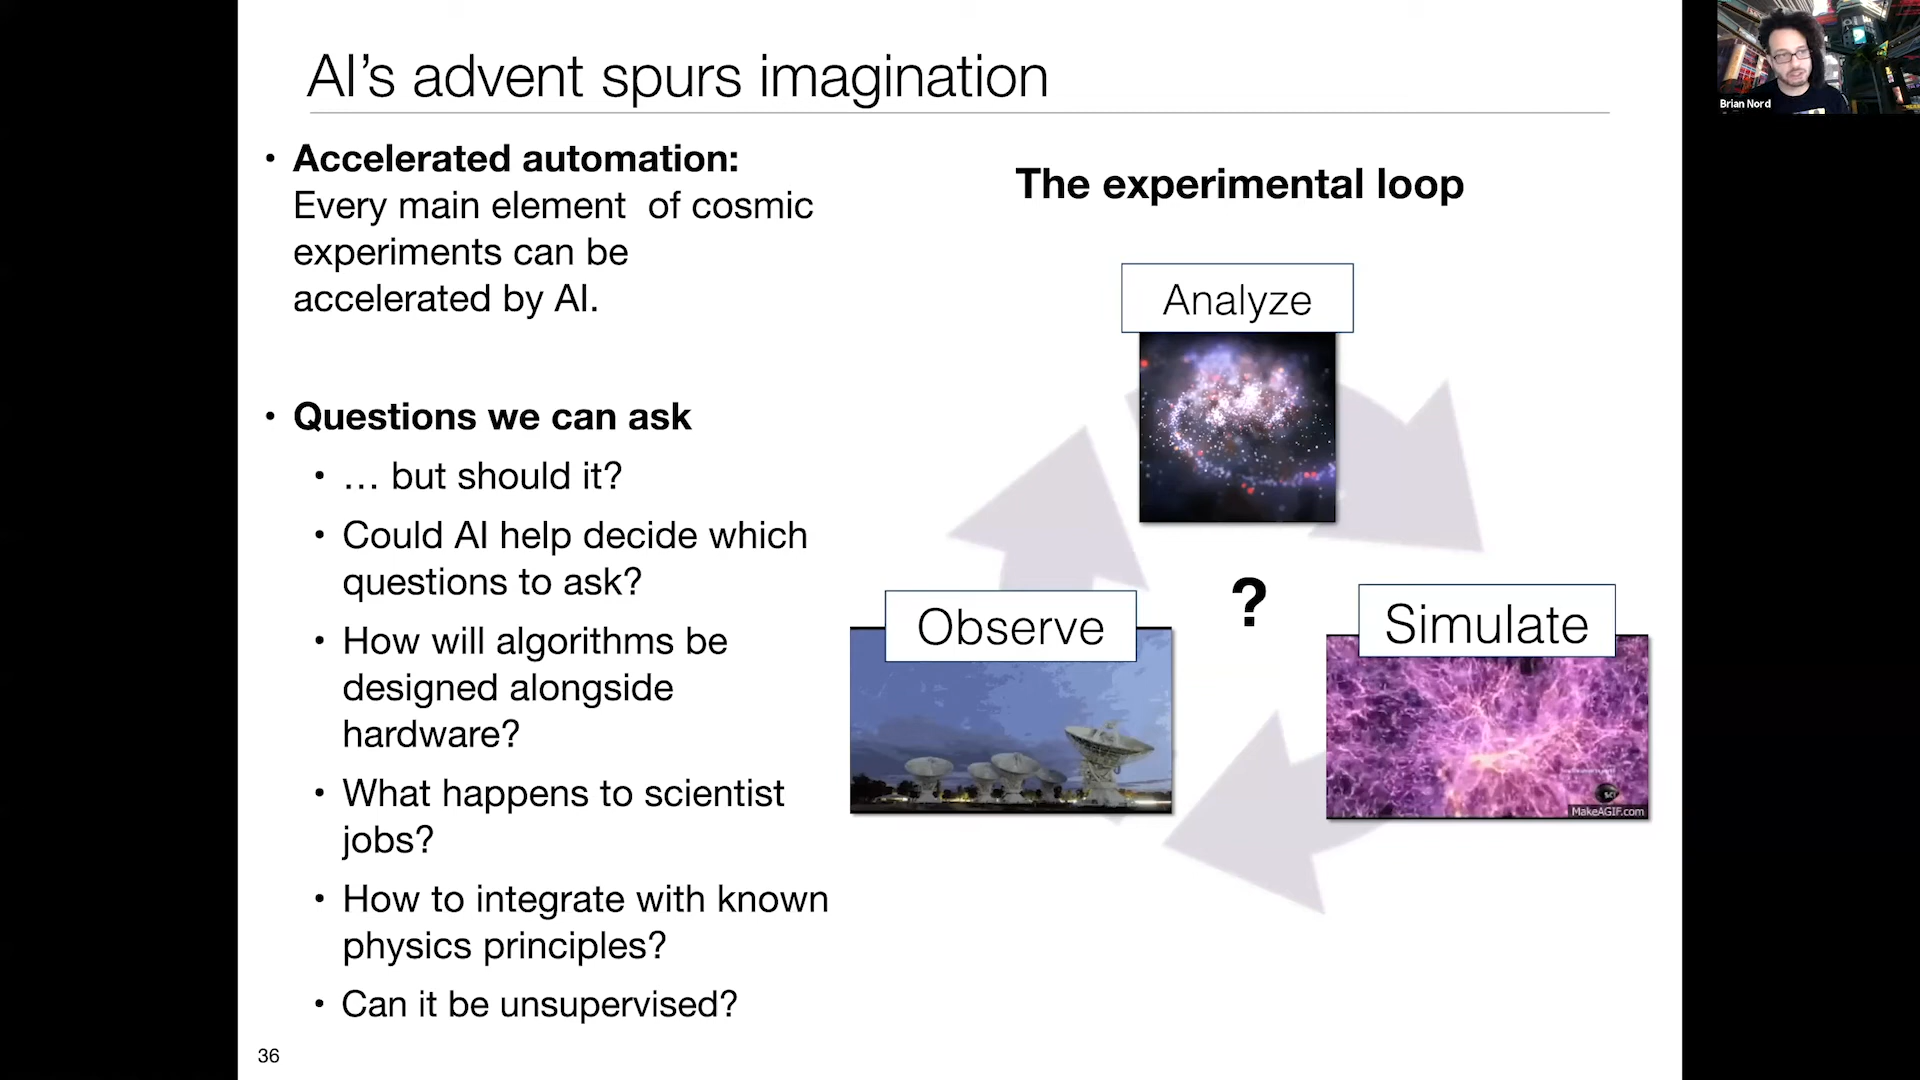 AI’s advent spurs imagination
• Accelerated automation:
Every main element of cosmic
experiments can be
accelerated by AI.
• Questions we can ask
• … but should it?
• Could AI help decide which
questions to ask?
• How will algorithms be
designed alongside
hardware?
• What happens to scientist
jobs?
• How to integrate with known
physics principles?
• Can it be unsupervised?
36
The experimental loop
Analyze
?
Observe
Simulate
SCI
MakeAGIF.com
Brian Nord